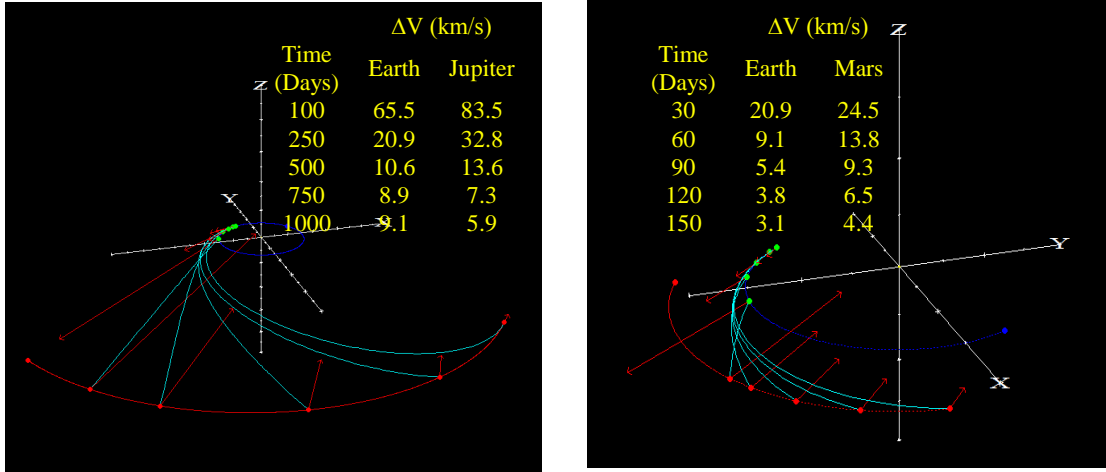 ΔV (km/s)
Time
(Days)
Earth Jupiter
100 65.5 83.5
250 20.9 32.8
500 10.6 13.6
750 8.9 7.3
1000 9.1 5.9
Z
Y
X
ΔV (km/s)
Time
(Days)
Earth Mars
30 20.9 24.5
60 9.1 13.8
90 5.4 9.3
120 3.8 6.5
150 3.1 4.4
Z
Y
X